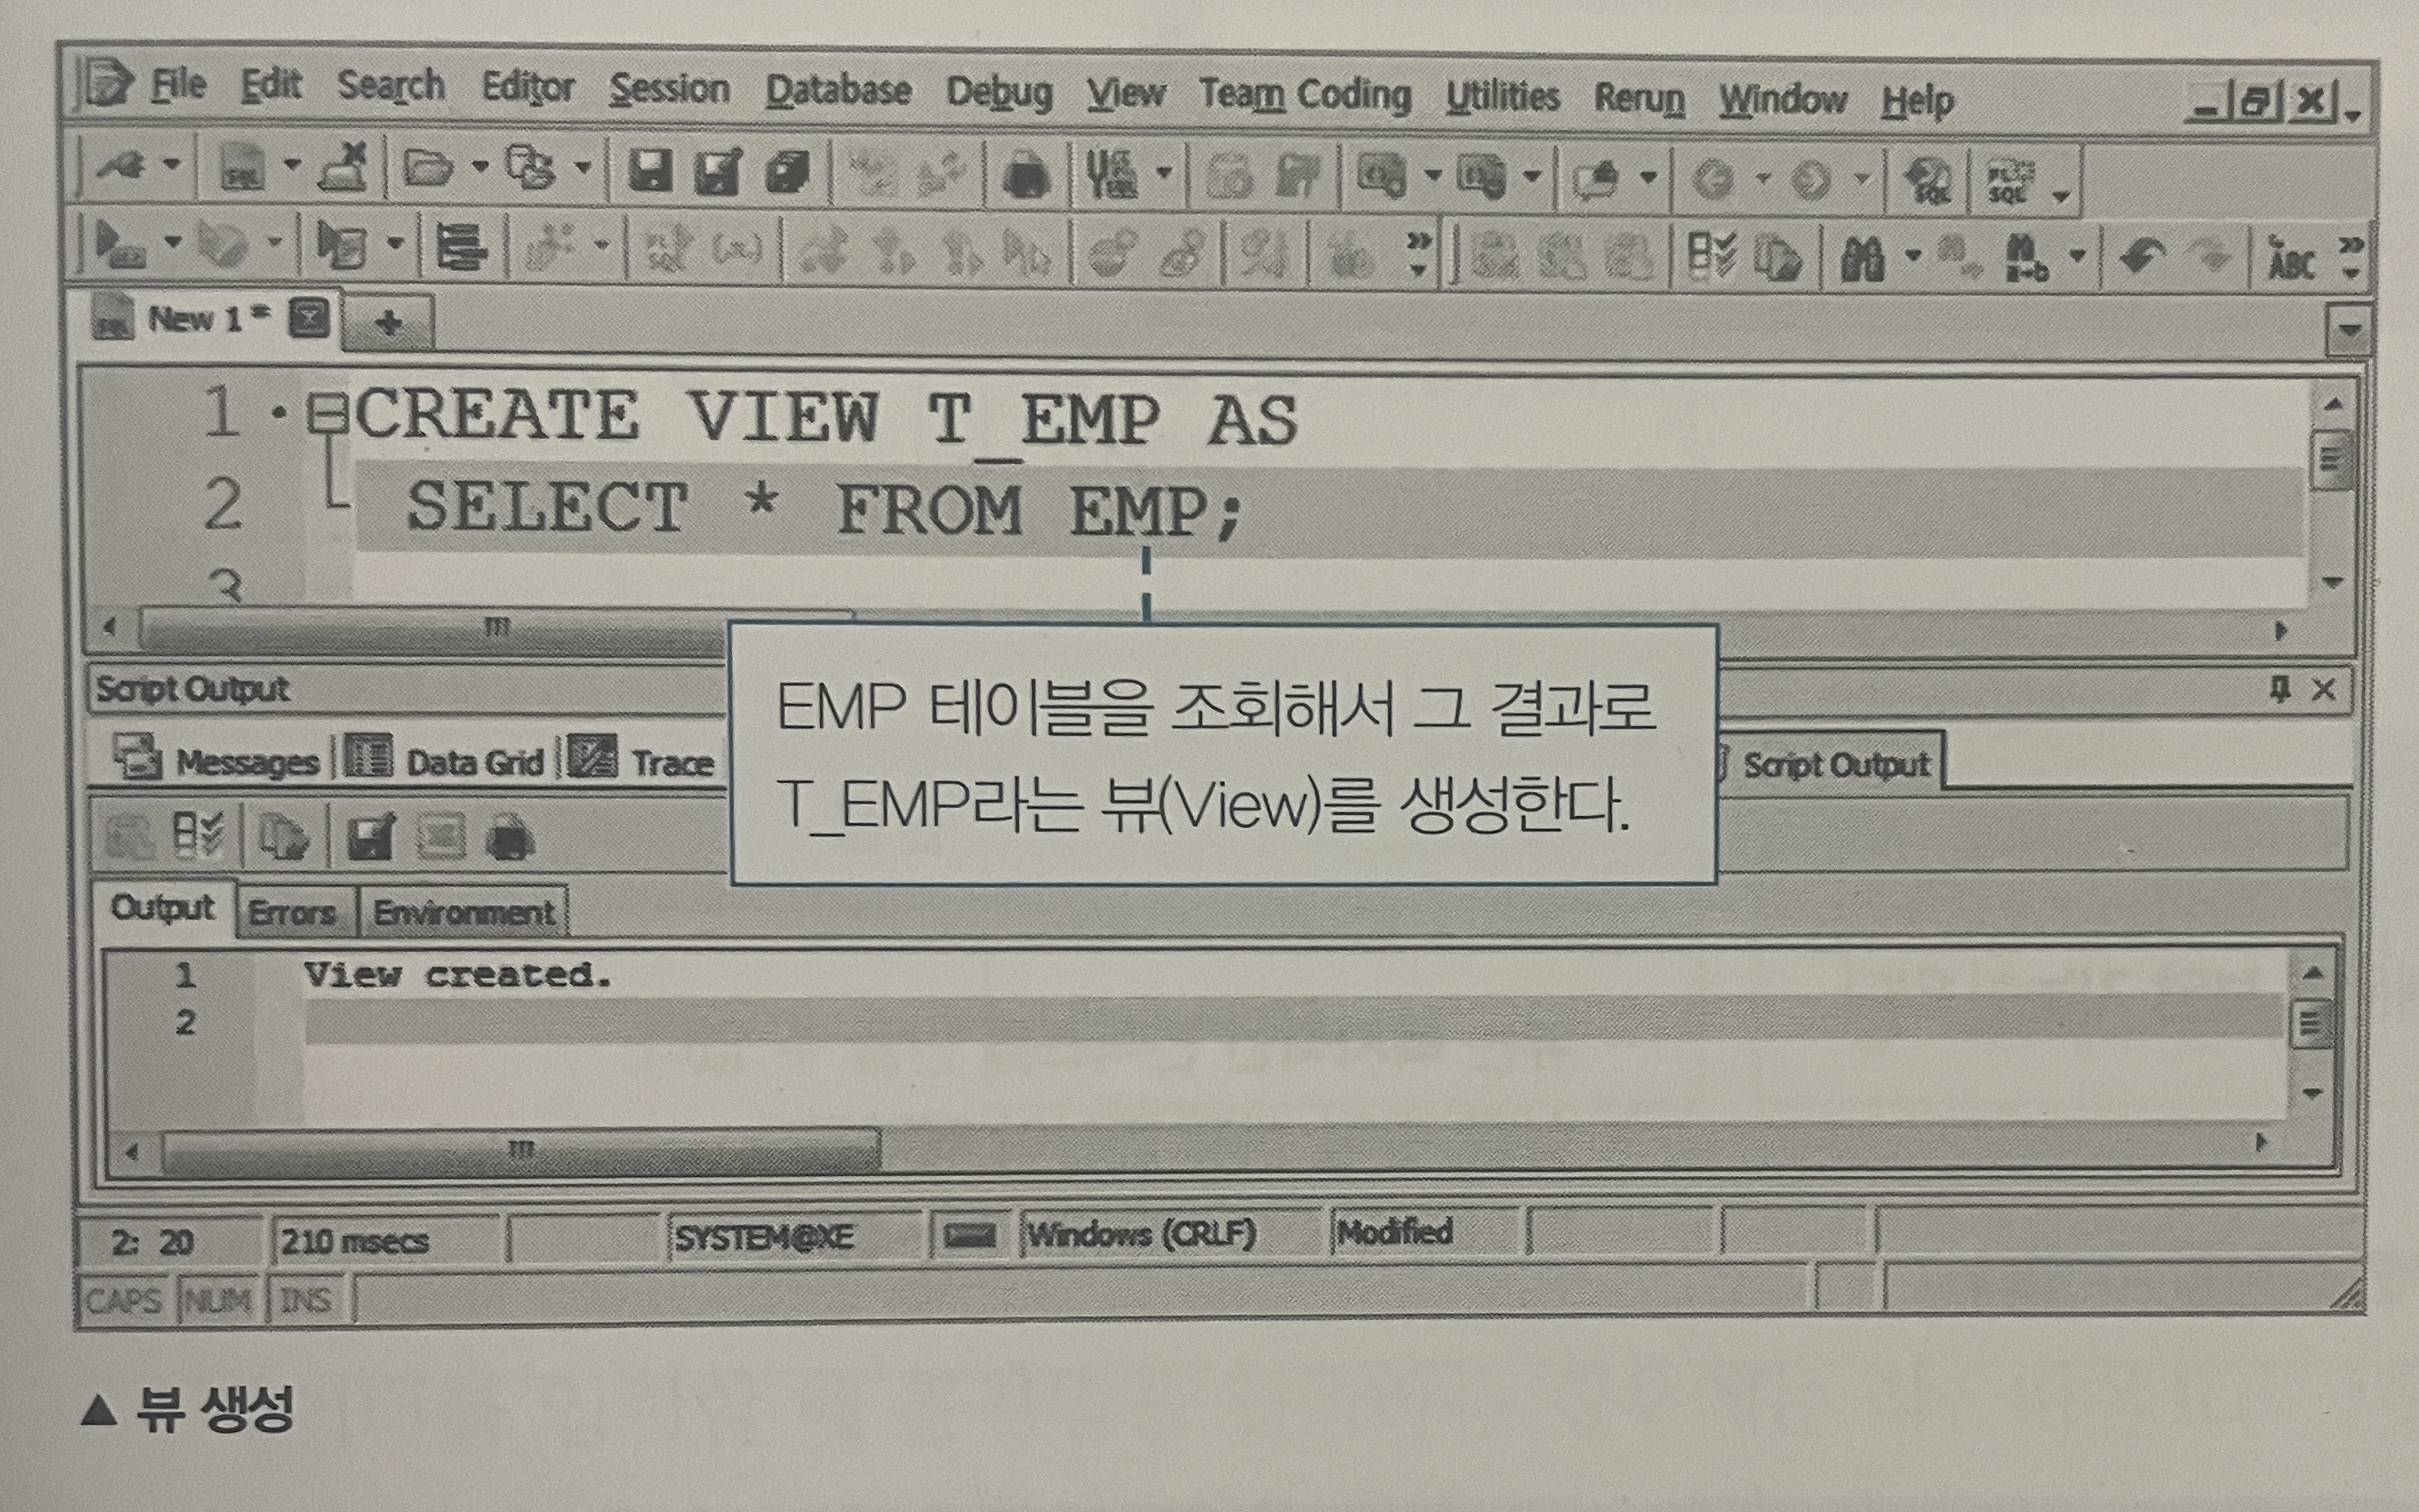 File Edit Search Editor Session Database Debug View Team Coding Utilities Rerun Window Help
New 1 *
1 CREATE VIEW T_EMP AS
2 SELECT * FROM EMP;
3
EMP 테이블을 조회해서 그 결과로
T_EMP라는 뷰(View)를 생성한다.
Script Output
Messages Data Grid Trace Script Output
Output Errors Environment
1 View created.
2
2: 20 210 msecs SYSTEM@XE Windows (CRLF) Modified
CAPS NUM INS
▲ 뷰 생성